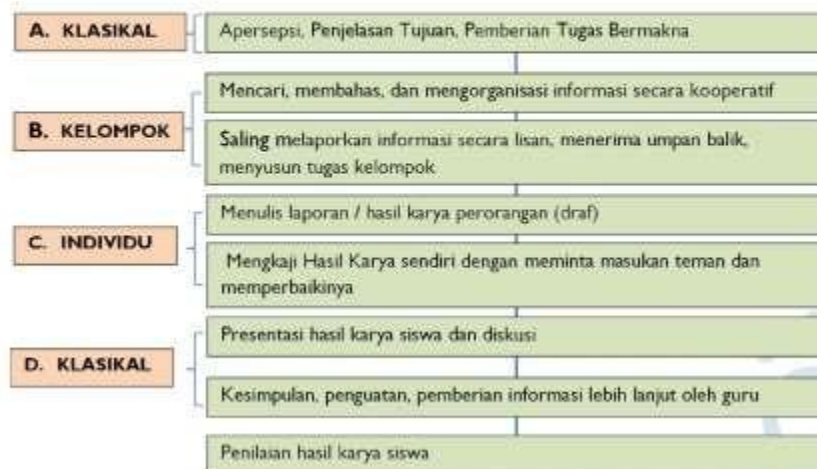 A. KLASIKAL
Apersepsi, Penjelasan Tujuan, Pemberian Tugas Bermakna
B. KELOMPOK
Mencari, membahas, dan mengorganisasi informasi secara kooperatif
Saling melaporkan informasi secara lisan, menerima umpan balik,
menyusun tugas kelompok
C. INDIVIDU
Menulis laporan / hasil karya perorangan (draf)
Mengkaji Hasil Karya sendiri dengan meminta masukan teman dan
memperbaikinya
D. KLASIKAL
Presentasi hasil karya siswa dan diskusi
Kesimpulan, penguatan, pemberian informasi lebih lanjut oleh guru
Penilaian hasil karya siswa